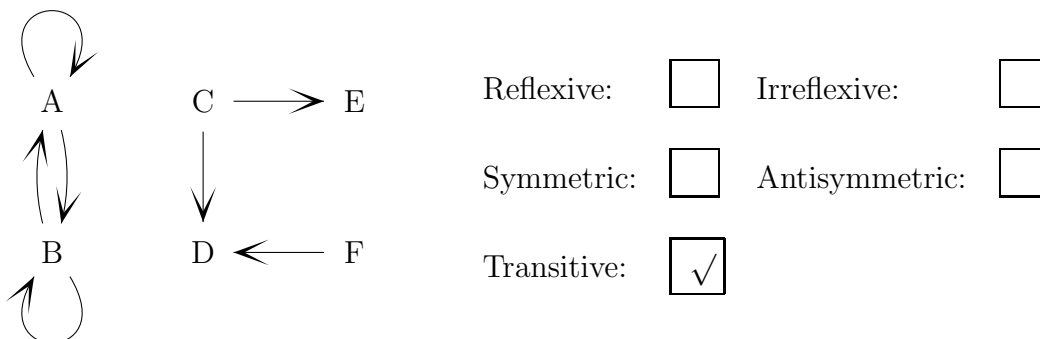 A C E
Reflexive: Irreflexive:
Symmetric: Antisymmetric:
B D F
Transitive: √